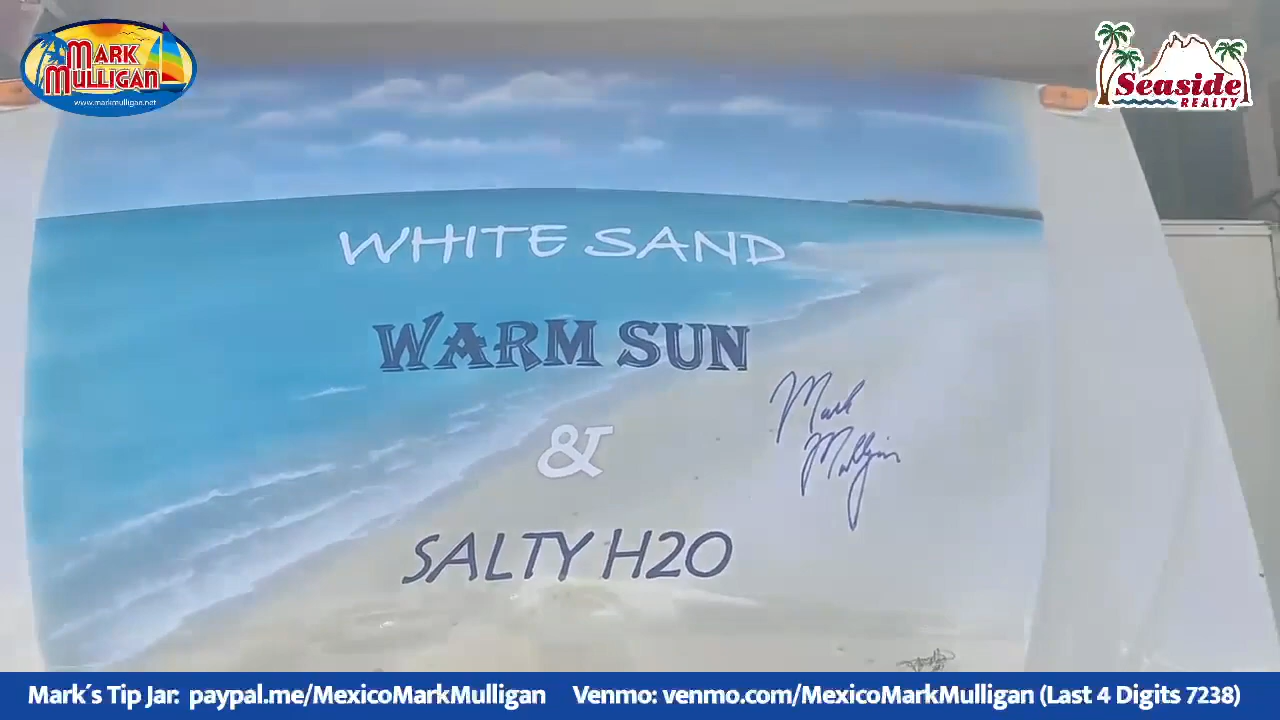 MARK
MULLIGAN
www.markmulligan.net
Seaside
REALTY
WHITE SAND
WARM SUN
&
SALTY H2O
Mark
Mulligan
Mark´s Tip Jar: paypal.me/MexicoMarkMulligan Venmo: venmo.com/MexicoMarkMulligan (Last 4 Digits 7238)